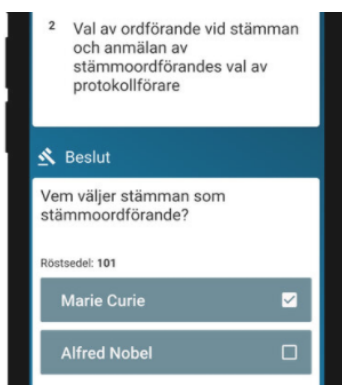 2 Val av ordförande vid stämman
och anmälan av
stämmoordförandes val av
protokollförare
Beslut
Vem väljer stämman som
stämmoordförande?
Röstsedel: 101
Marie Curie
Alfred Nobel